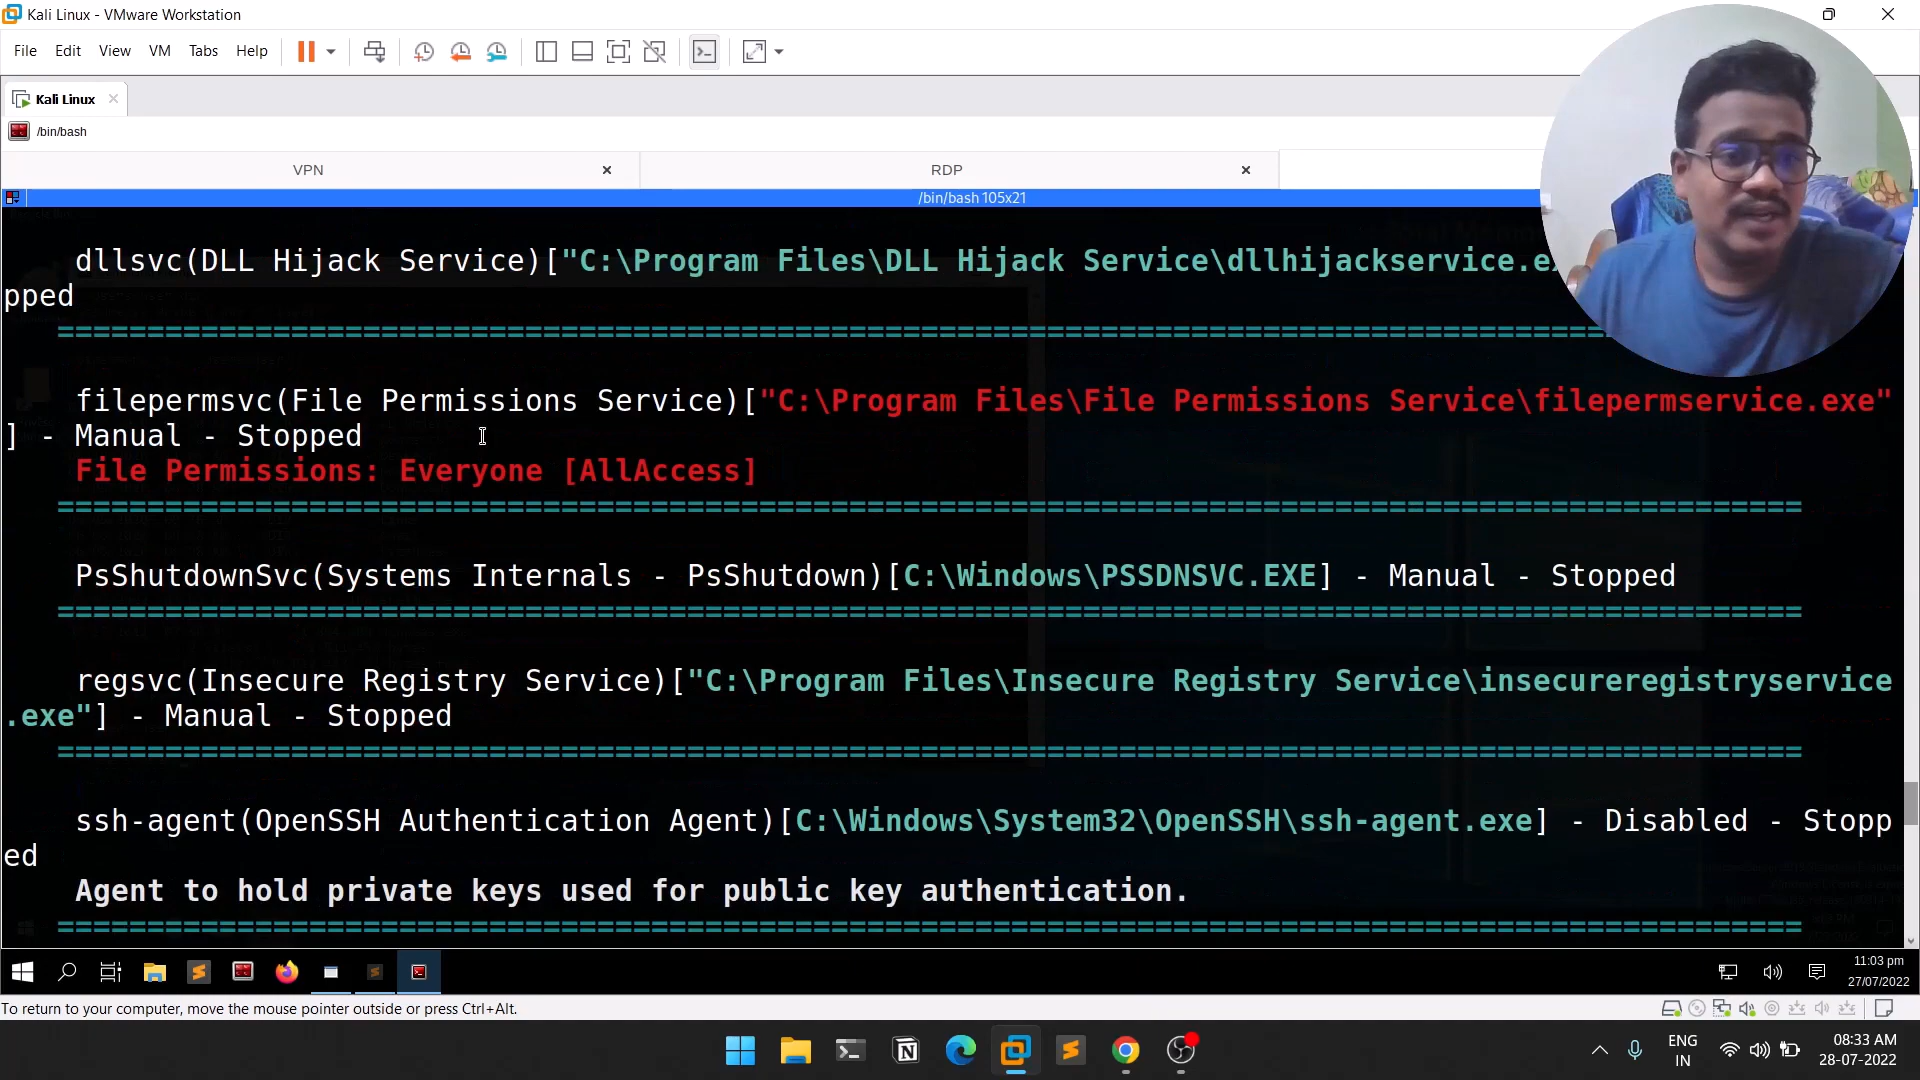 Kali Linux - VMware Workstation
File Edit View VM Tabs Help
Kali Linux
/bin/bash
VPN RDP
/bin/bash 105x21
dllsvc(DLL Hijack Service)["C:\Program Files\DLL Hijack Service\dllhijackservice.ex
pped
=================================================================================================
filepermsvc(File Permissions Service)["C:\Program Files\File Permissions Service\filepermservice.exe"
] - Manual - Stopped
File Permissions: Everyone [AllAccess]
=================================================================================================
PsShutdownSvc(Systems Internals - PsShutdown)[C:\Windows\PSSDNSVC.EXE] - Manual - Stopped
=================================================================================================
regsvc(Insecure Registry Service)["C:\Program Files\Insecure Registry Service\insecureregistryservice
.exe"] - Manual - Stopped
=================================================================================================
ssh-agent(OpenSSH Authentication Agent)[C:\Windows\System32\OpenSSH\ssh-agent.exe] - Disabled - Stopp
ed
Agent to hold private keys used for public key authentication.
=================================================================================================
11:03 pm
27/07/2022
To return to your computer, move the mouse pointer outside or press Ctrl+Alt.
ENG
IN
08:33 AM
28-07-2022